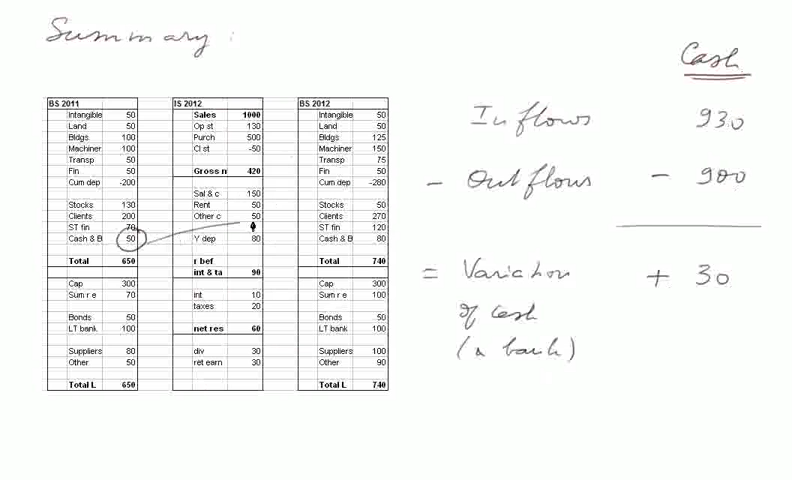 Summary :
Cash
BS 2011 IS 2012 BS 2012
Intangible 50 Sales 1000 Intangible 50
Land 50 Op st 130 Land 50
Bldgs 100 Purch 500 Bldgs 125
Machiner 100 Cl st -50 Machiner 150
Transp 50 Transp 75
Fin 50 Gross n 420 Fin 50
Cum dep -200 Cum dep -280
Sal & c 150
Stocks 130 Rent 50 Stocks 50
Clients 200 Other c 50 Clients 270
ST fin 70 ST fin 120
Cash & B 50 Y dep 80 Cash & B 80
Total 650 r bef Total 740
int & ta 90
Cap 300 Cap 300
Sum r e 70 int 10 Sum r e 100
taxes 20
Bonds 50 Bonds 50
LT bank 100 net res 60 LT bank 100
Suppliers 80 div 30 Suppliers 100
Other 50 ret earn 30 Other 90
Total L 650 Total L 740
Inflows 930
- Outflows - 900
= Variation + 30
of cash
(& bank)